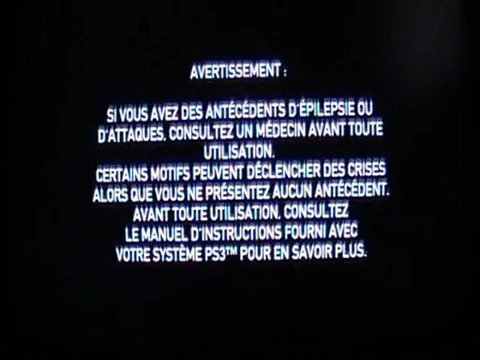 AVERTISSEMENT :
SI VOUS AVEZ DES ANTÉCÉDENTS D'ÉPILEPSIE OU
D'ATTAQUES, CONSULTEZ UN MÉDECIN AVANT TOUTE
UTILISATION.
CERTAINS MOTIFS PEUVENT DÉCLENCHER DES CRISES
ALORS QUE VOUS NE PRÉSENTEZ AUCUN ANTÉCÉDENT.
AVANT TOUTE UTILISATION, CONSULTEZ
LE MANUEL D'INSTRUCTIONS FOURNI AVEC
VOTRE SYSTÈME PS3™ POUR EN SAVOIR PLUS.